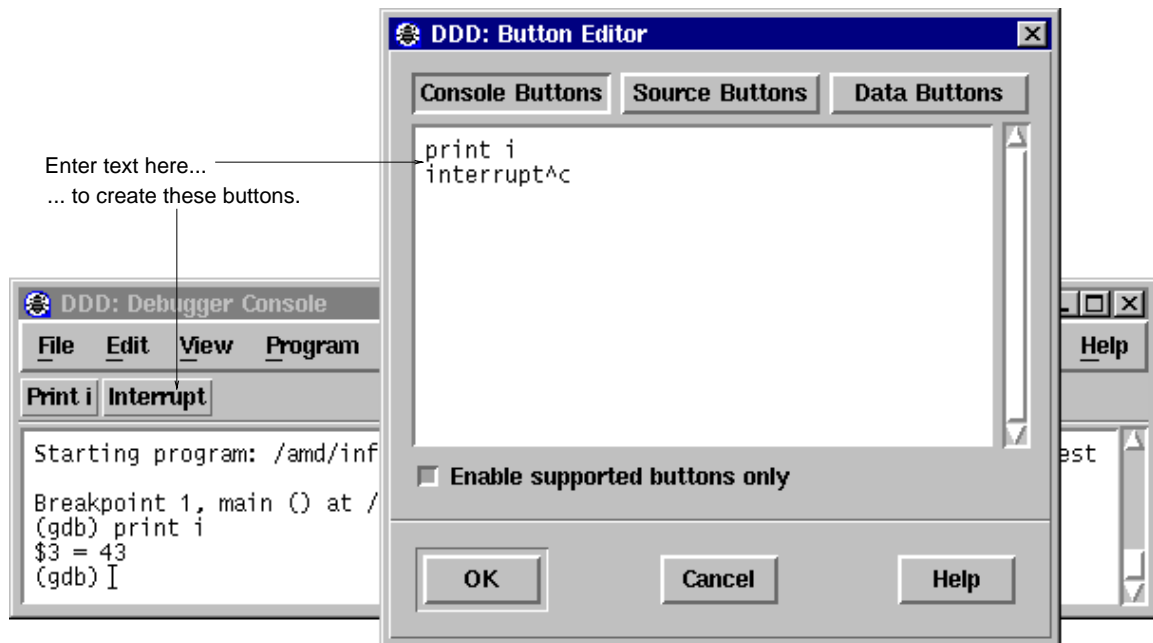 DDD: Button Editor
Console Buttons Source Buttons Data Buttons
print i
interrupt^c
Enter text here...
... to create these buttons.
DDD: Debugger Console
File Edit View Program Help
Print i Interrupt
Starting program: /amd/inf est
Breakpoint 1, main () at /
(gdb) print i
$3 = 43
(gdb)
Enable supported buttons only
OK Cancel Help